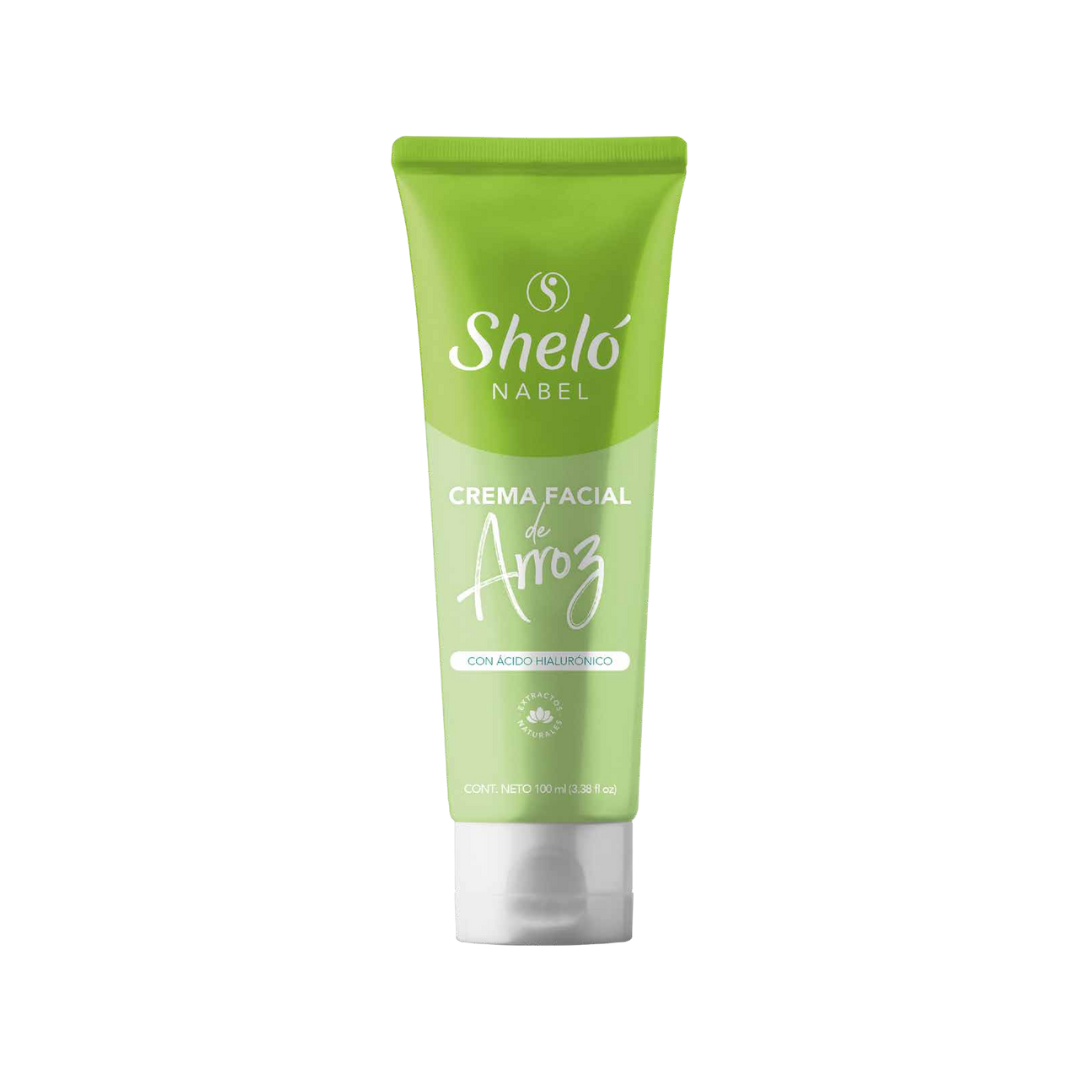 Sheló
NABEL
CREMA FACIAL
de
Arroz
CON ÁCIDO HIALURÓNICO
EXTRACTOS
NATURALES
CONT. NETO 100 ml (3.38 fl oz)